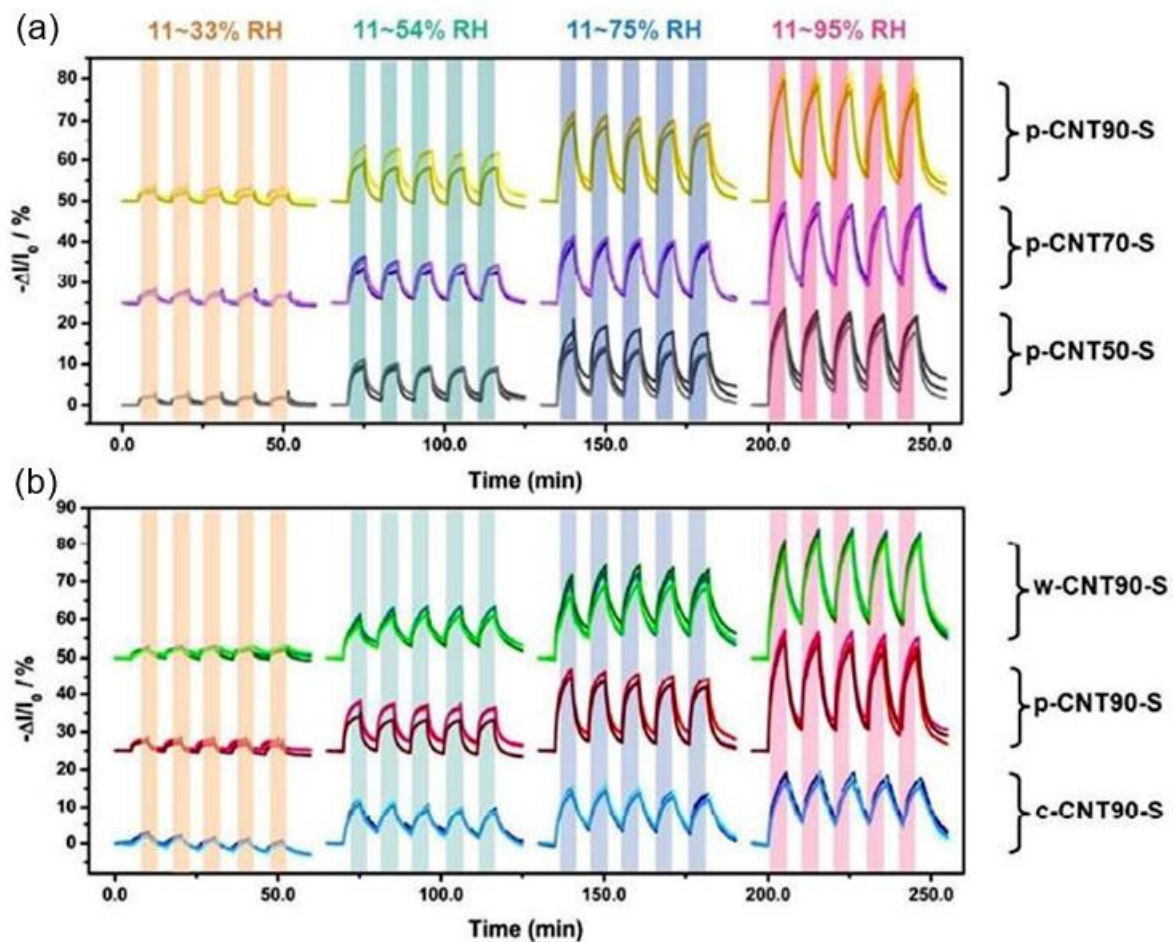 (a)
11~33% RH 11~54% RH 11~75% RH 11~95% RH
80
70
60
50
40
30
20
10
0
-ΔI/I0 / %
p-CNT90-S
p-CNT70-S
p-CNT50-S
0.0 50.0 100.0 150.0 200.0 250.0
Time (min)
(b)
90
80
70
60
50
40
30
20
10
0
-ΔI/I0 / %
w-CNT90-S
p-CNT90-S
c-CNT90-S
0.0 50.0 100.0 150.0 200.0 250.0
Time (min)